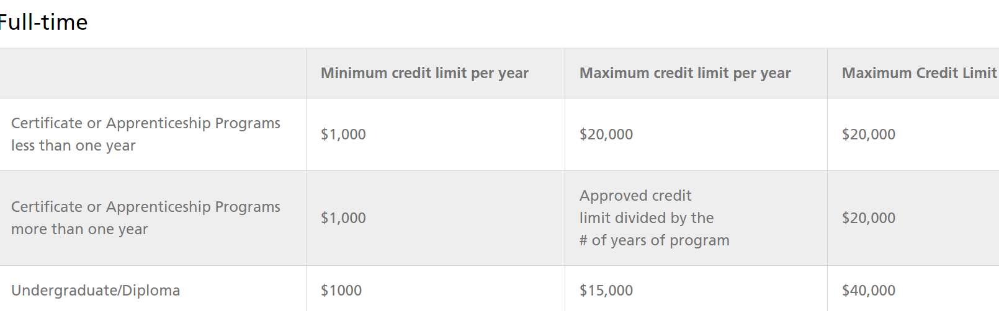 Full-time
Minimum credit limit per year
Maximum credit limit per year
Maximum Credit Limit
Certificate or Apprenticeship Programs
less than one year
$1,000
$20,000
$20,000
Certificate or Apprenticeship Programs
more than one year
$1,000
Approved credit
limit divided by the
# of years of program
$20,000
Undergraduate/Diploma
$1000
$15,000
$40,000